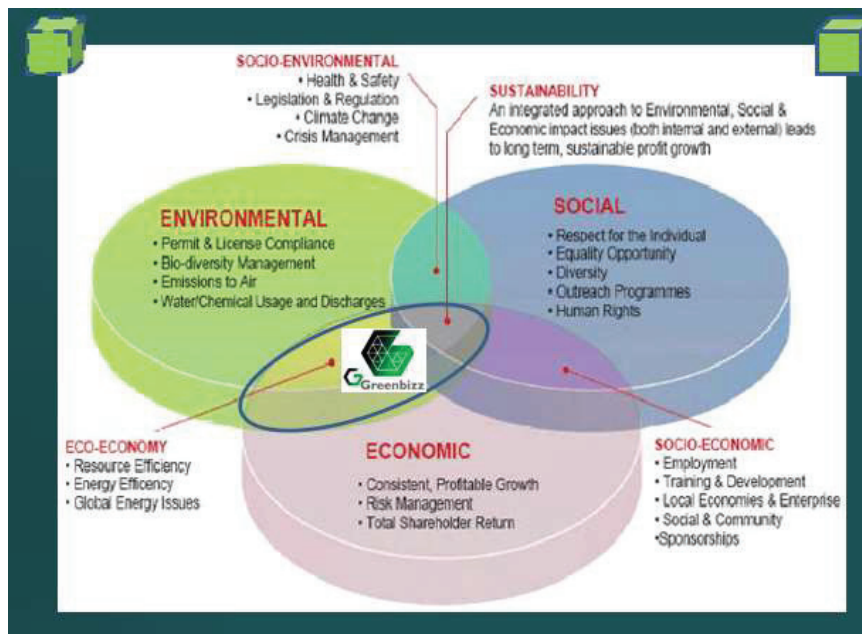 SOCIO-ENVIRONMENTAL
• Health & Safety
• Legislation & Regulation
• Climate Change
• Crisis Management
SUSTAINABILITY
An integrated approach to Environmental, Social &
Economic impact issues (both internal and external) leads
to long term, sustainable profit growth
ENVIRONMENTAL
• Permit & License Compliance
• Bio-diversity Management
• Emissions to Air
• Water/Chemical Usage and Discharges
SOCIAL
• Respect for the Individual
• Equality Opportunity
• Diversity
• Outreach Programmes
• Human Rights
Greenbizz
ECO-ECONOMY
• Resource Efficiency
• Energy Efficency
• Global Energy Issues
ECONOMIC
• Consistent, Profitable Growth
• Risk Management
• Total Shareholder Return
SOCIO-ECONOMIC
• Employment
• Training & Development
• Local Economies & Enterprise
• Social & Community
•Sponsorships